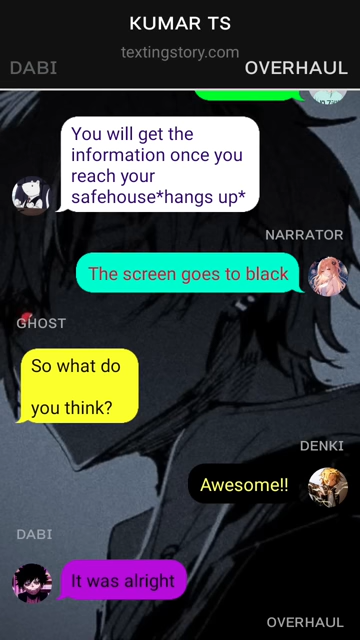 KUMAR TS
textingstory.com
DABI
OVERHAUL
You will get the
information once you
reach your
safehouse*hangs up*
NARRATOR
The screen goes to black
GHOST
So what do
you think?
DENKI
Awesome!!
DABI
It was alright
OVERHAUL